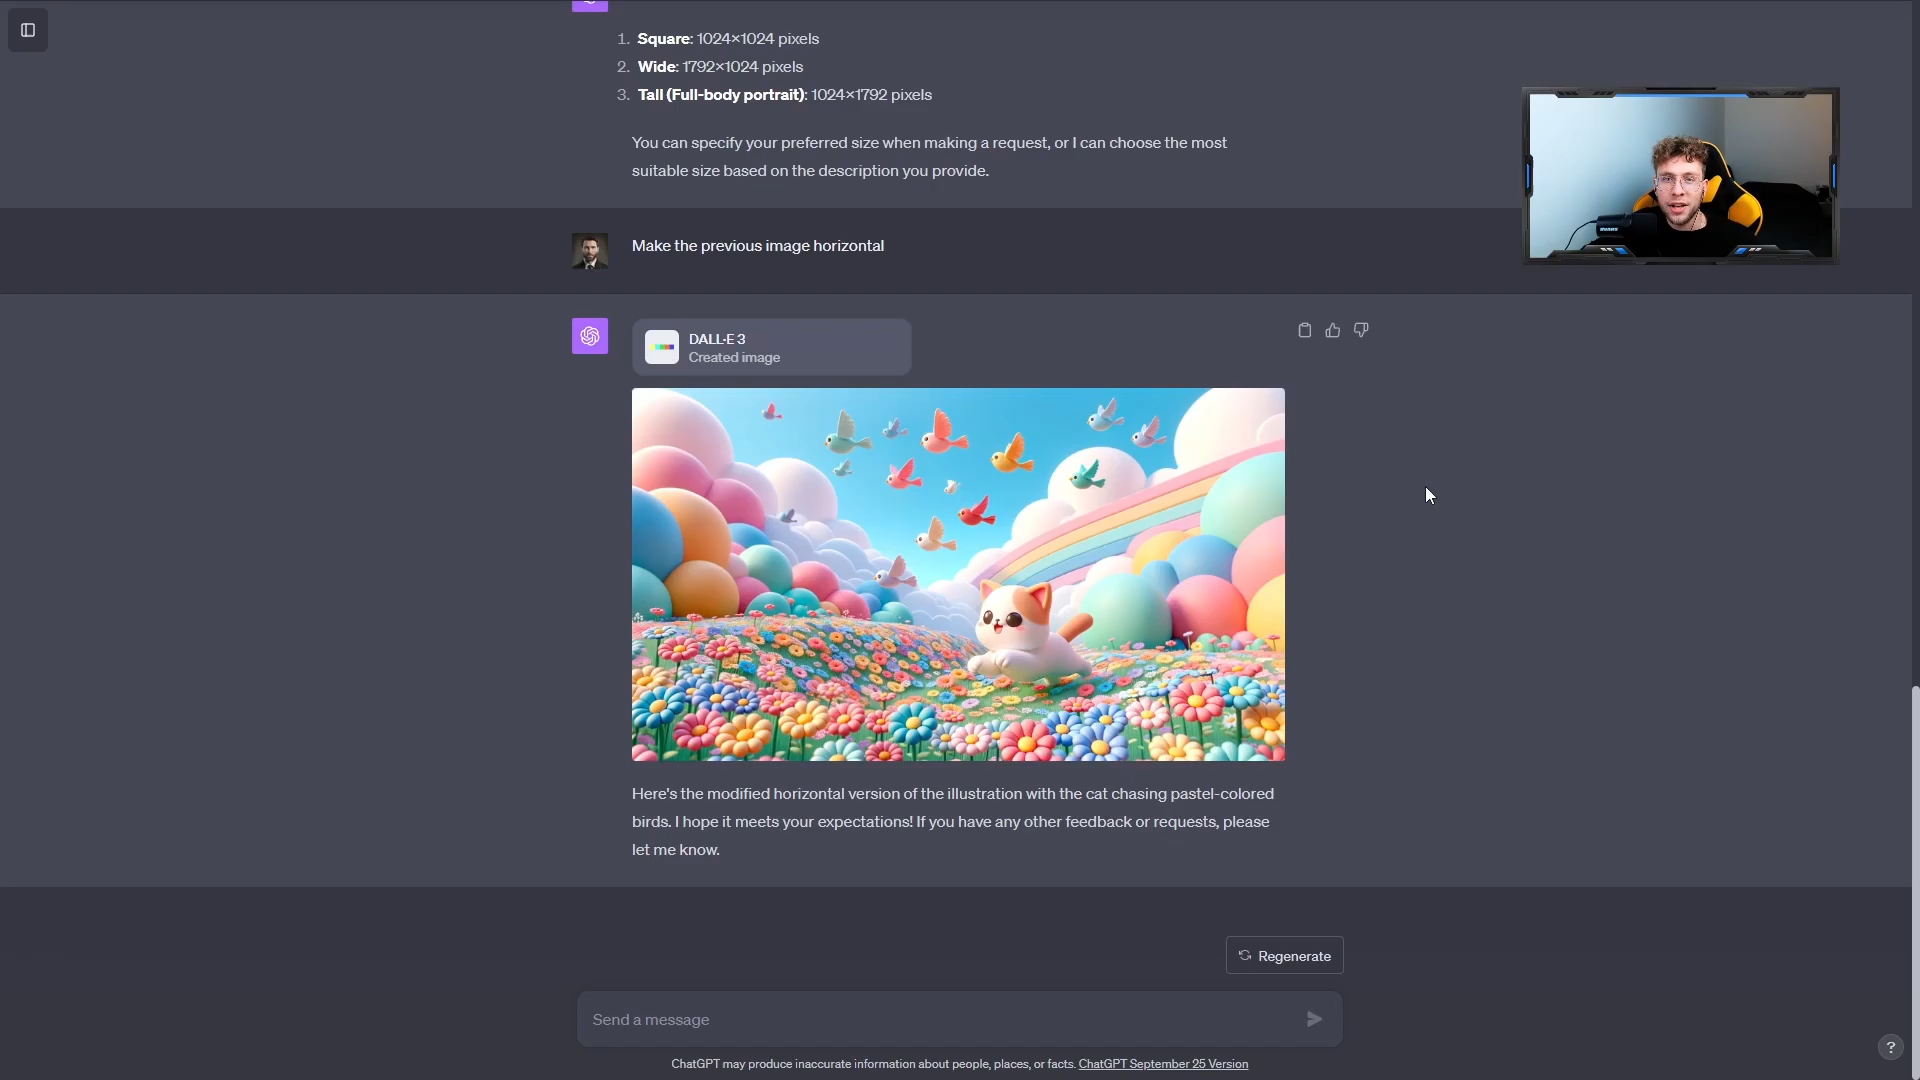 1. Square: 1024×1024 pixels
2. Wide: 1792×1024 pixels
3. Tall (Full-body portrait): 1024×1792 pixels
You can specify your preferred size when making a request, or I can choose the most
suitable size based on the description you provide.
Make the previous image horizontal
DALL·E 3
Created image
Here's the modified horizontal version of the illustration with the cat chasing pastel-colored
birds. I hope it meets your expectations! If you have any other feedback or requests, please
let me know.
Regenerate
Send a message
ChatGPT may produce inaccurate information about people, places, or facts. ChatGPT September 25 Version
?